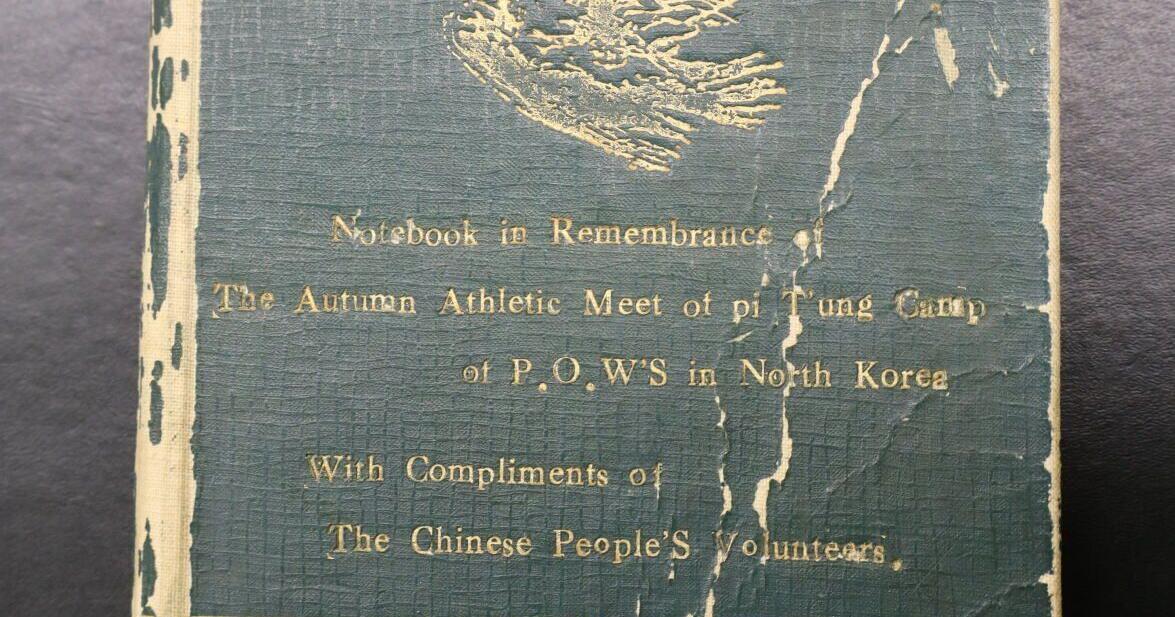 Notebook in Remembrance of
The Autumn Athletic Meet of pi T'ung Camp
of P.O.W'S in North Korea
With Compliments of
The Chinese People'S Volunteers.